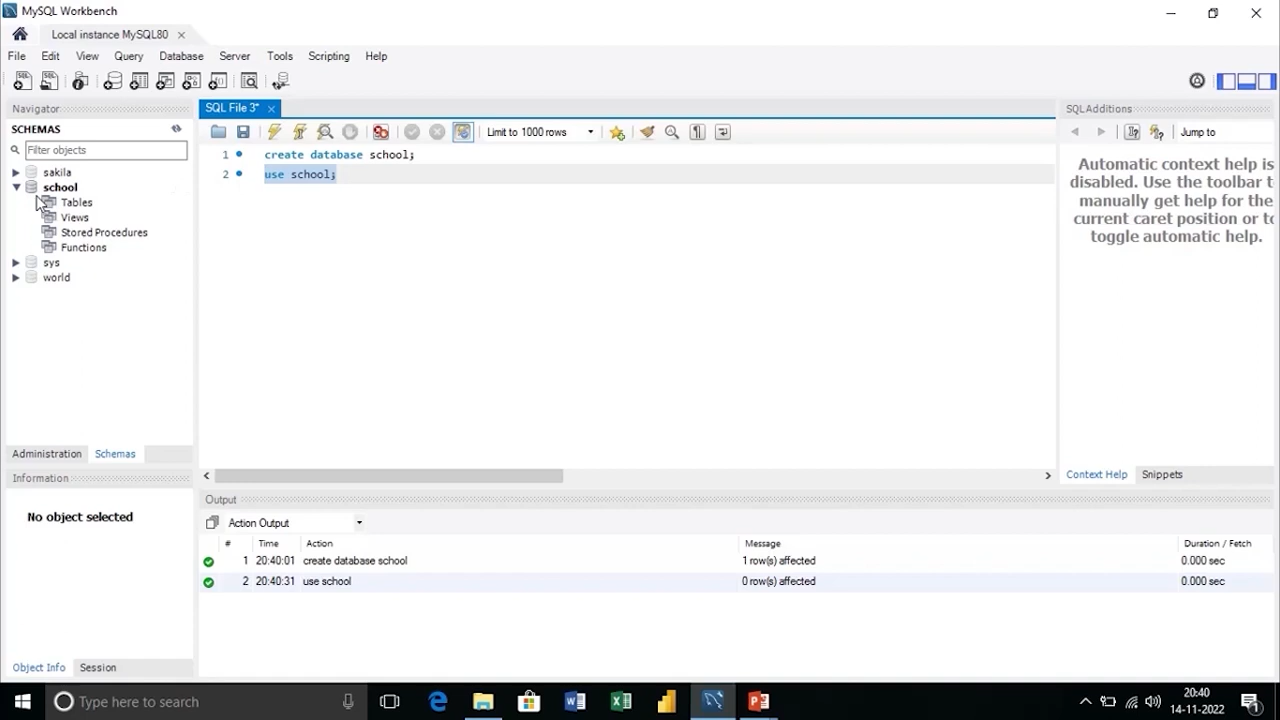 MySQL Workbench
Local instance MySQL80
File Edit View Query Database Server Tools Scripting Help
Navigator
SCHEMAS
Filter objects
sakila
school
Tables
Views
Stored Procedures
Functions
sys
world
Administration Schemas
Information
No object selected
Object Info Session
SQL File 3*
Limit to 1000 rows
1 create database school;
2 use school;
SQLAdditions
Jump to
Automatic context help is
disabled. Use the toolbar t
manually get help for the
current caret position or to
toggle automatic help.
Context Help Snippets
Output
Action Output
# Time Action Message Duration / Fetch
1 20:40:01 create database school 1 row(s) affected 0.000 sec
2 20:40:31 use school 0 row(s) affected 0.000 sec
Type here to search
20:40
14-11-2022
1